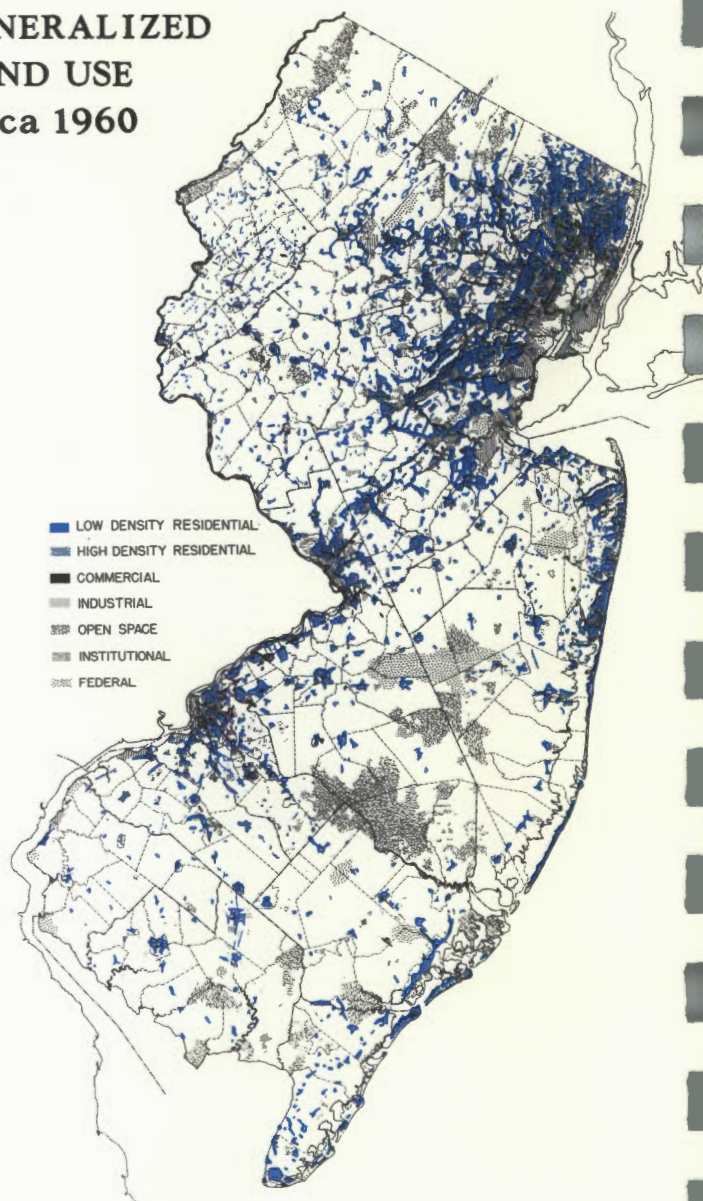 NERALIZED
ND USE
ca 1960
LOW DENSITY RESIDENTIAL
HIGH DENSITY RESIDENTIAL
COMMERCIAL
INDUSTRIAL
OPEN SPACE
INSTITUTIONAL
FEDERAL